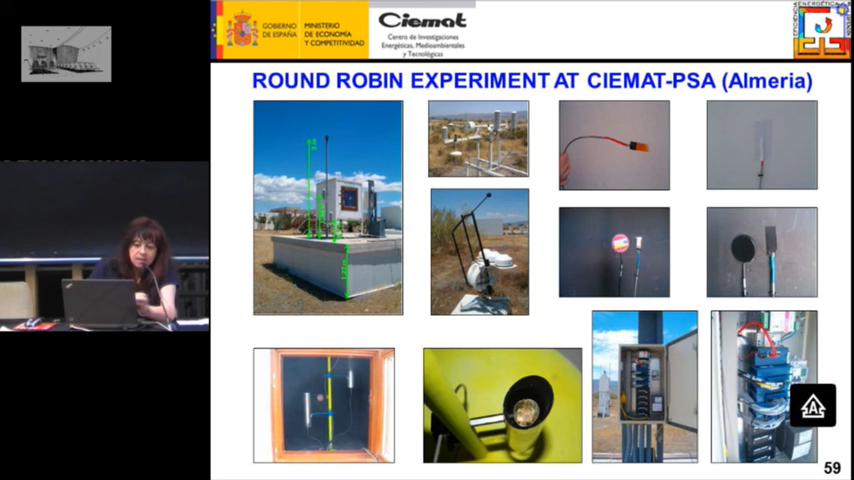 GOBIERNO
DE ESPAÑA
MINISTERIO
DE ECONOMÍA
Y COMPETITIVIDAD
Ciemat
Centro de Investigaciones
Energéticas, Medioambientales
y Tecnológicas
ROUND ROBIN EXPERIMENT AT CIEMAT-PSA (Almeria)
59